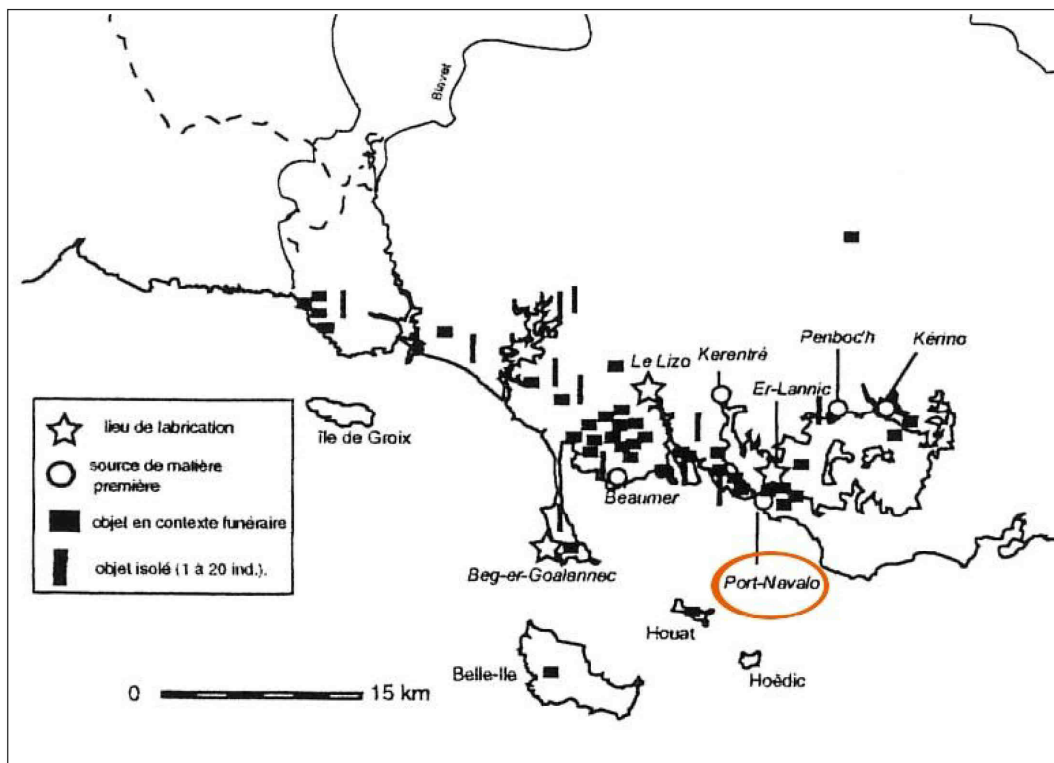 Blavet
Penboc'h
Kérino
Le Lizo
Kerentré
Er-Lannic
lieu de labrication
source de matière
première
objet en contexte funéraire
objet isolé (1 à 20 ind.).
île de Groix
Beaumer
Beg-er-Goalannec
Port-Navalo
Houat
Hoëdic
Belle-Ile
0 15 km